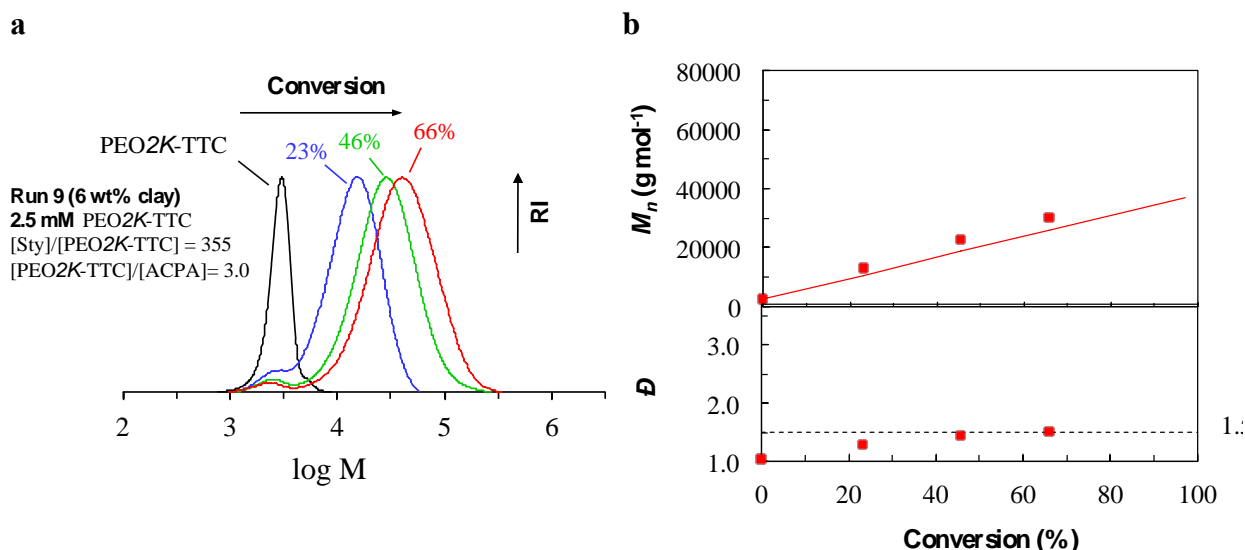 a
Conversion
PEO2K-TTC
23%
46%
66%
Run 9 (6 wt% clay)
2.5 mM PEO2K-TTC
[Sty]/[PEO2K-TTC] = 355
[PEO2K-TTC]/[ACPA]= 3.0
RI
2 3 4 5 6
log M
b
80000
60000
40000
20000
0
Mn (g mol-1)
3.0
2.0
1.0
Đ
0 20 40 60 80 100
Conversion (%)